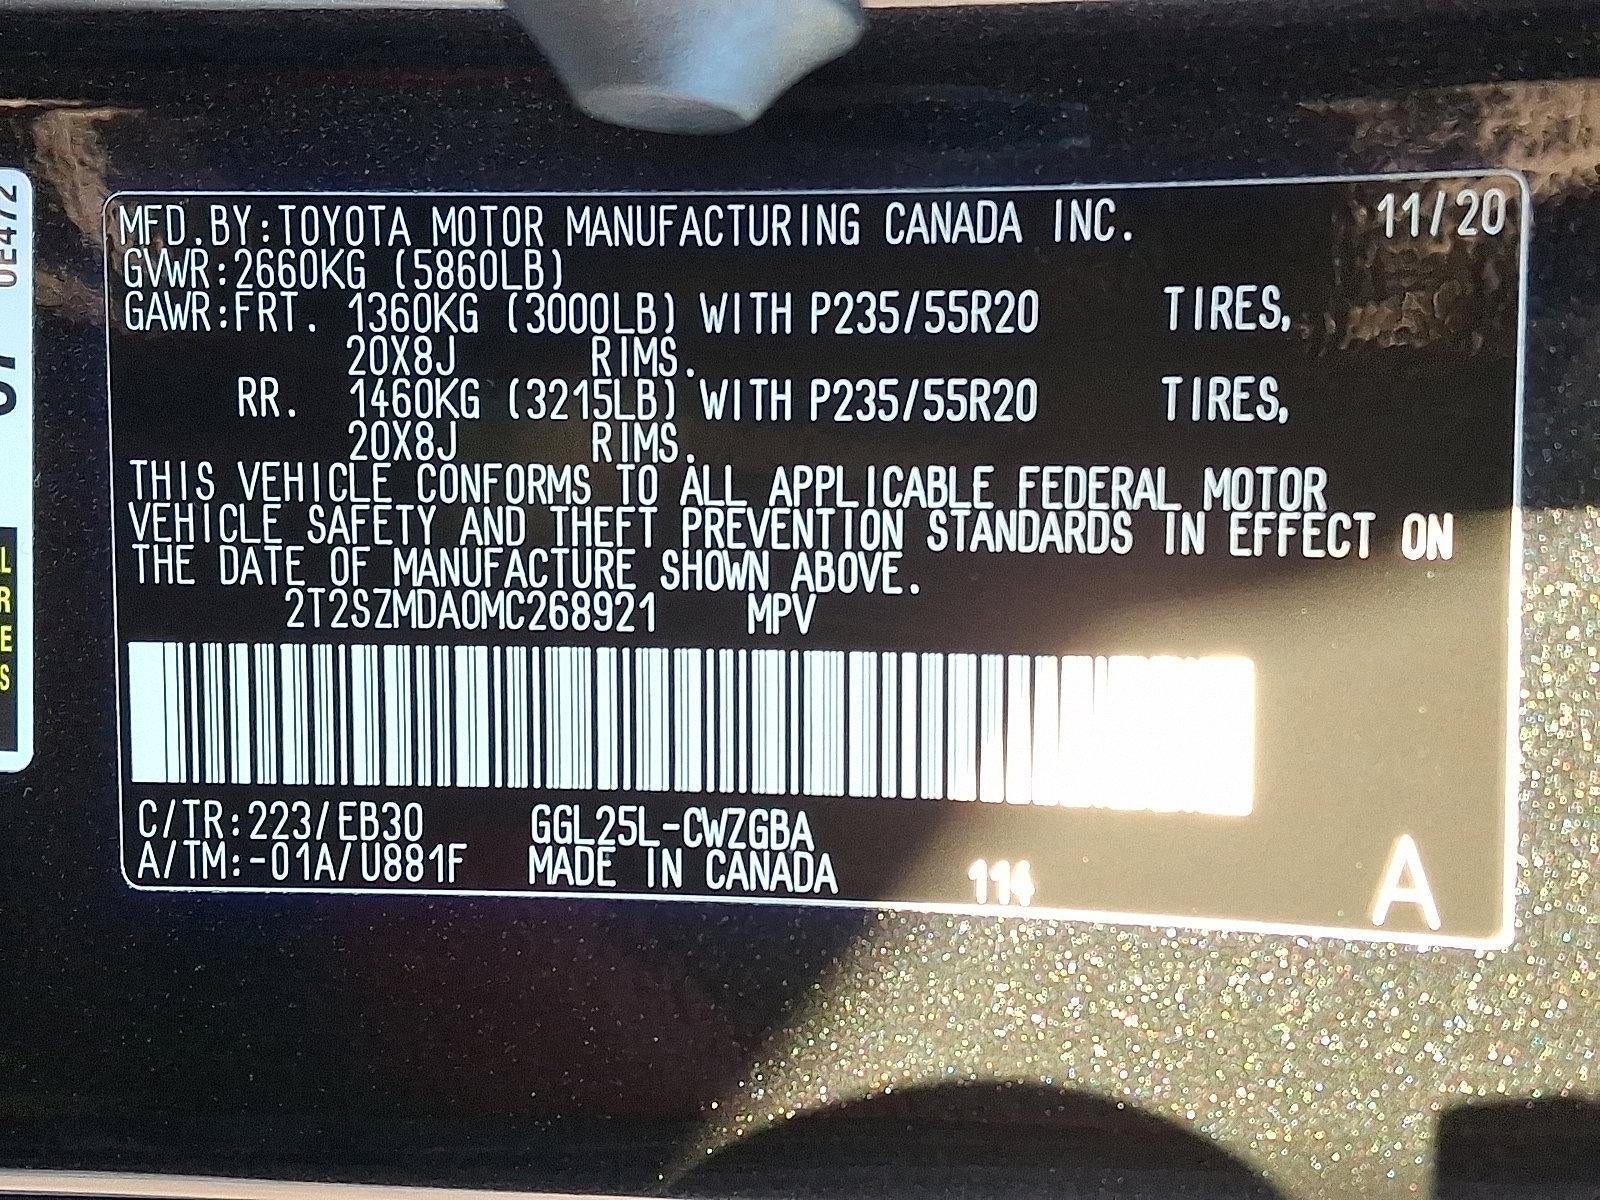 MFD.BY:TOYOTA MOTOR MANUFACTURING CANADA INC. 11/20
GVWR:2660KG (5860LB)
GAWR:FRT. 1360KG (3000LB) WITH P235/55R20 TIRES,
20X8J RIMS.
RR. 1460KG (3215LB) WITH P235/55R20 TIRES,
20X8J RIMS.
THIS VEHICLE CONFORMS TO ALL APPLICABLE FEDERAL MOTOR
VEHICLE SAFETY AND THEFT PREVENTION STANDARDS IN EFFECT ON
THE DATE OF MANUFACTURE SHOWN ABOVE.
2T2SZMDA0MC268921 MPV
C/TR:223/EB30 GGL25L-CWZGBA
A/TM:-01A/U881F MADE IN CANADA
114 A
0E472
L
R
E
S